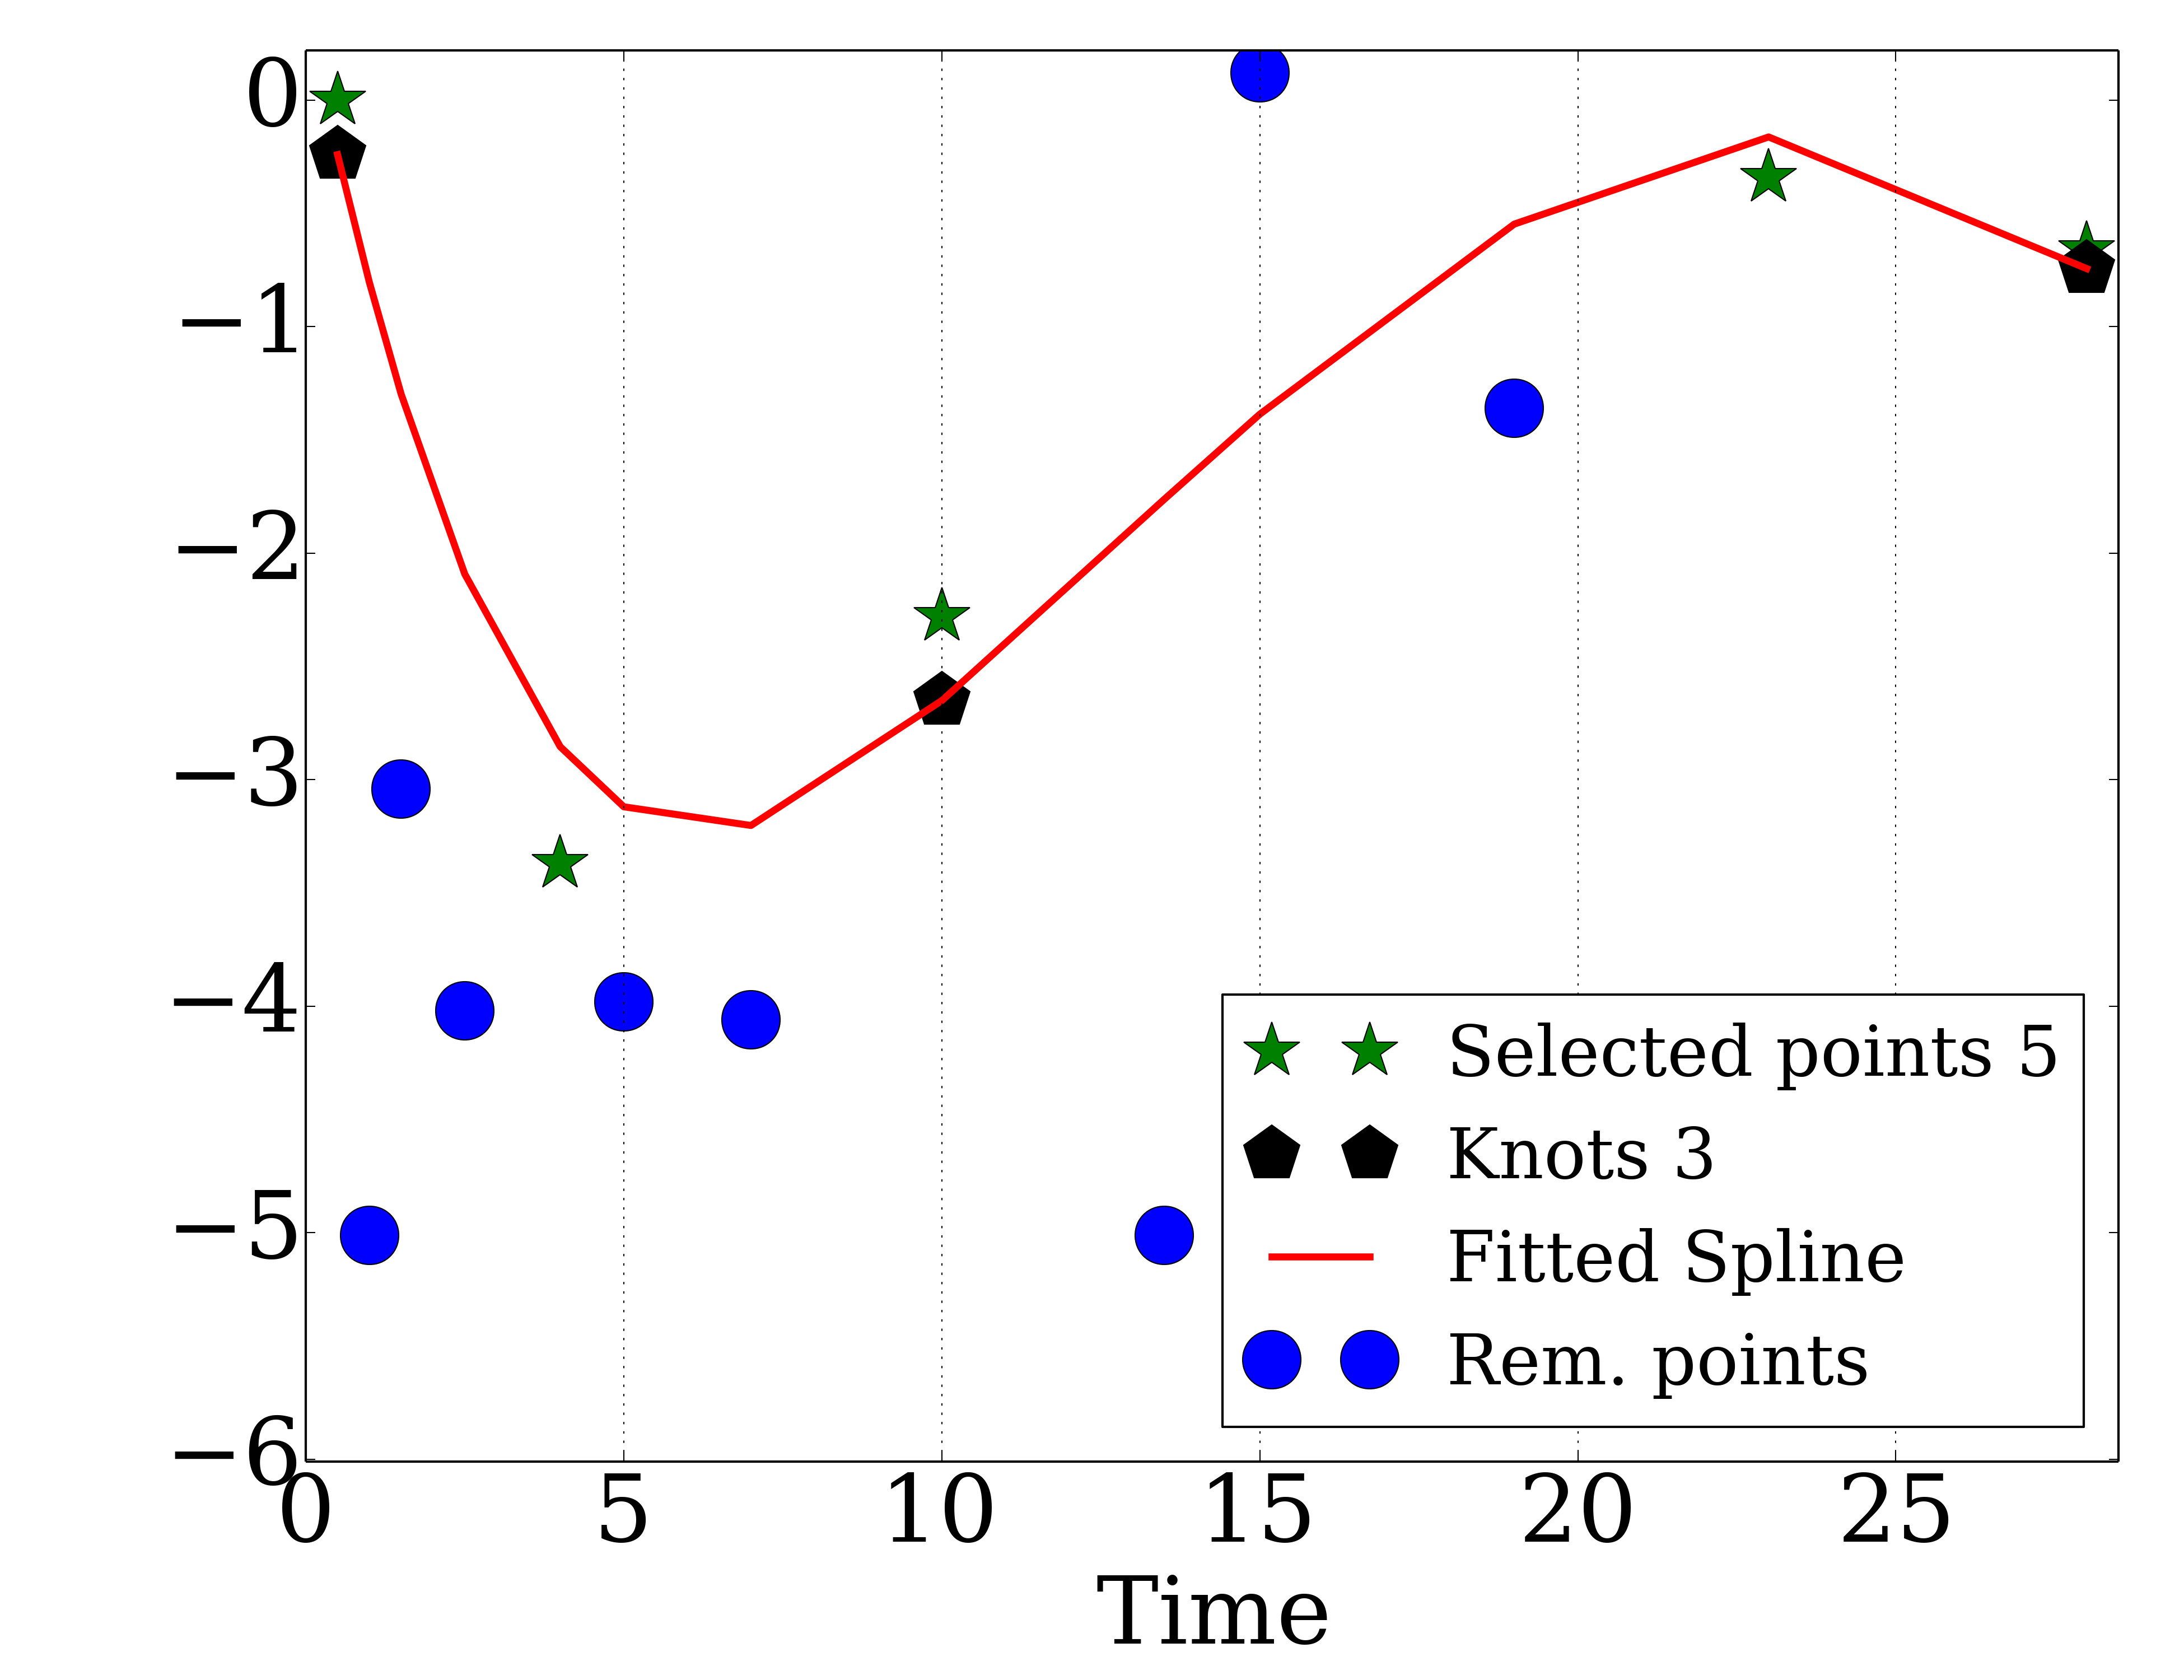 0
−1
−2
−3
−4
−5
−6
0 5 10 15 20 25
Time
Selected points 5
Knots 3
Fitted Spline
Rem. points